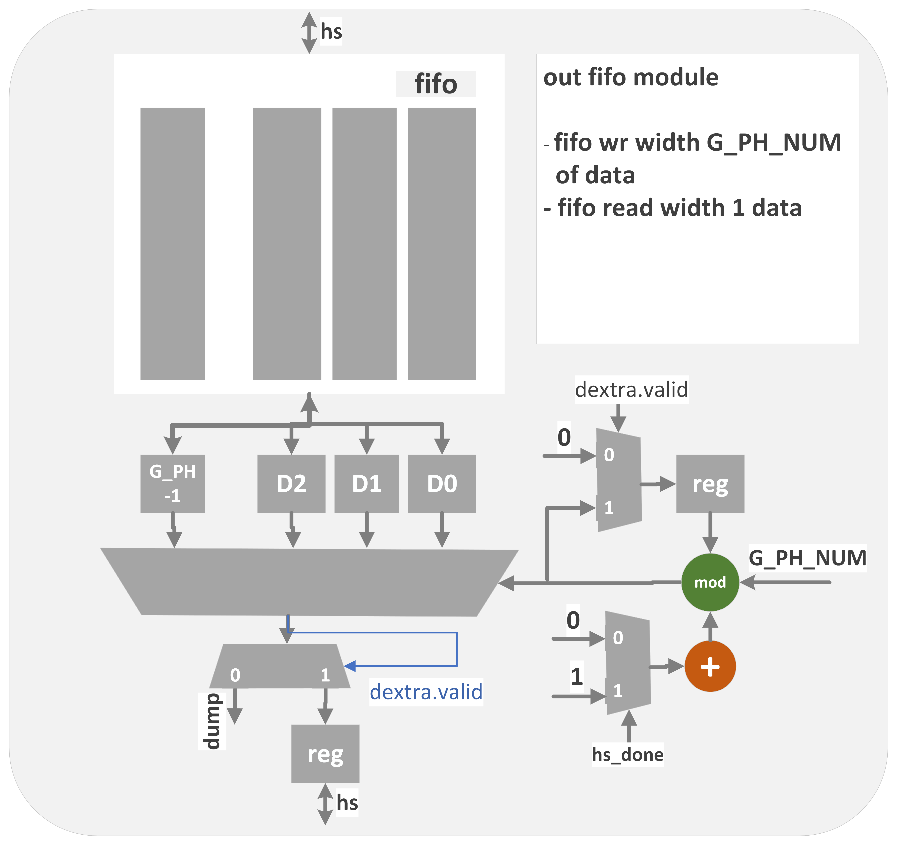 hs
fifo
out fifo module
- fifo wr width G_PH_NUM
of data
- fifo read width 1 data
dextra.valid
0
0
1
reg
G_PH
-1
D2
D1
D0
mod
G_PH_NUM
0
0
1
1
+
hs_done
0
1
dextra.valid
dump
reg
hs